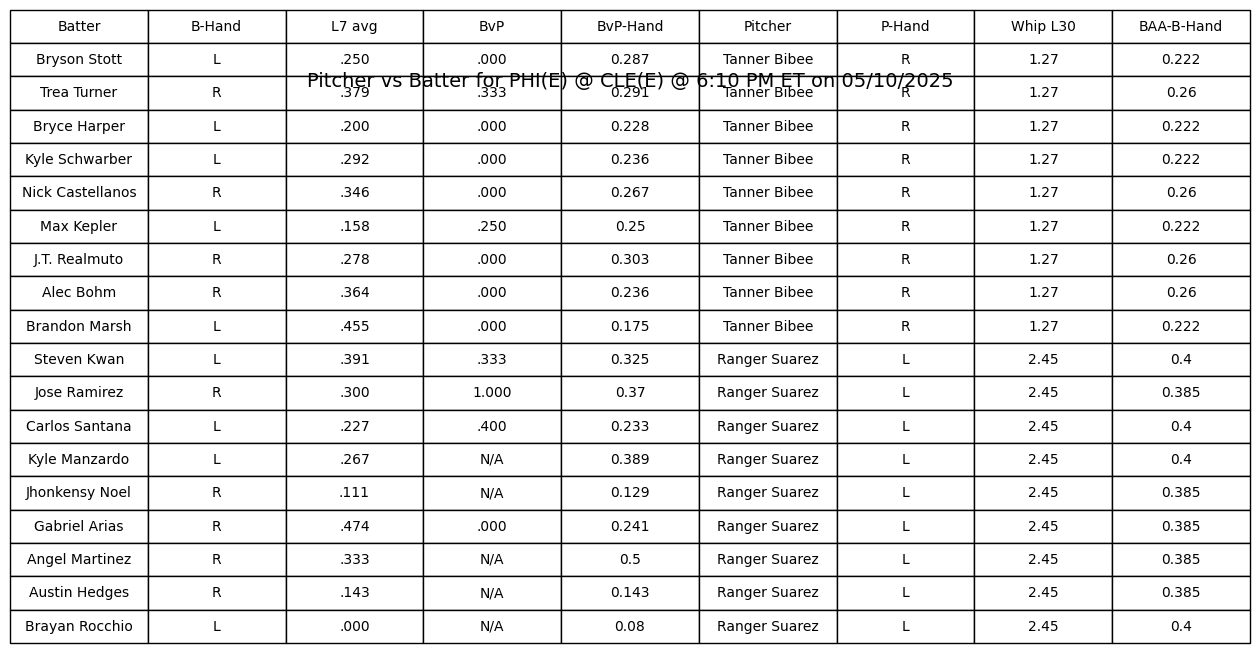 Batter B-Hand L7 avg BvP BvP-Hand Pitcher P-Hand Whip L30 BAA-B-Hand
Bryson Stott L .250 .000 0.287 Tanner Bibee R 1.27 0.222
Pitcher vs Batter for PHI(E) @ CLE(E) @ 6:10 PM ET on 05/10/2025
Trea Turner R .379 .333 0.291 Tanner Bibee R 1.27 0.26
Bryce Harper L .200 .000 0.228 Tanner Bibee R 1.27 0.222
Kyle Schwarber L .292 .000 0.236 Tanner Bibee R 1.27 0.222
Nick Castellanos R .346 .000 0.267 Tanner Bibee R 1.27 0.26
Max Kepler L .158 .250 0.25 Tanner Bibee R 1.27 0.222
J.T. Realmuto R .278 .000 0.303 Tanner Bibee R 1.27 0.26
Alec Bohm R .364 .000 0.236 Tanner Bibee R 1.27 0.26
Brandon Marsh L .455 .000 0.175 Tanner Bibee R 1.27 0.222
Steven Kwan L .391 .333 0.325 Ranger Suarez L 2.45 0.4
Jose Ramirez R .300 1.000 0.37 Ranger Suarez L 2.45 0.385
Carlos Santana L .227 .400 0.233 Ranger Suarez L 2.45 0.4
Kyle Manzardo L .267 N/A 0.389 Ranger Suarez L 2.45 0.4
Jhonkensy Noel R .111 N/A 0.129 Ranger Suarez L 2.45 0.385
Gabriel Arias R .474 .000 0.241 Ranger Suarez L 2.45 0.385
Angel Martinez R .333 N/A 0.5 Ranger Suarez L 2.45 0.385
Austin Hedges R .143 N/A 0.143 Ranger Suarez L 2.45 0.385
Brayan Rocchio L .000 N/A 0.08 Ranger Suarez L 2.45 0.4